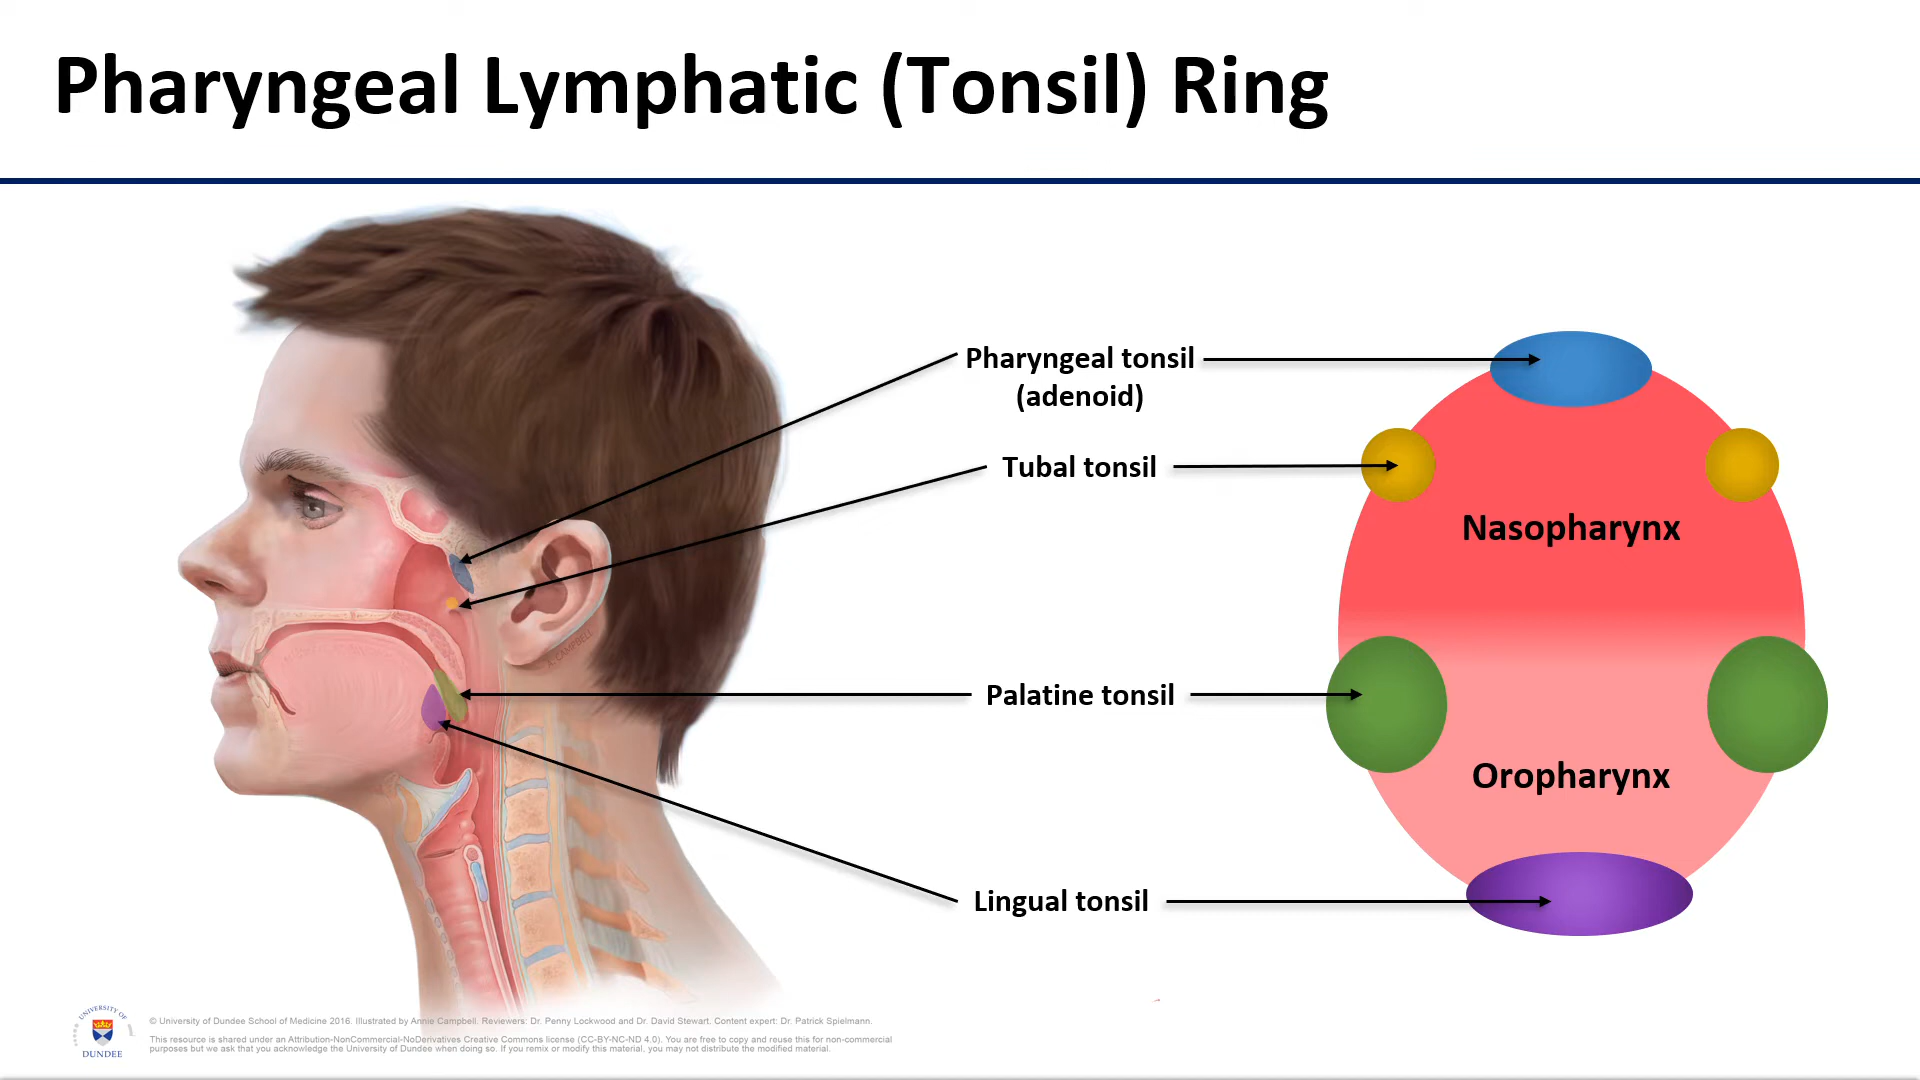 Pharyngeal Lymphatic (Tonsil) Ring
Pharyngeal tonsil
(adenoid)
Tubal tonsil
Nasopharynx
Palatine tonsil
Oropharynx
Lingual tonsil
A. CAMPBELL
UNIVERSITY OF
DUNDEE
© University of Dundee School of Medicine 2016. Illustrated by Annie Campbell. Reviewers: Dr. Penny Lockwood and Dr. David Stewart. Content expert: Dr. Patrick Spielmann.
This resource is shared under an Attribution-NonCommercial-NoDerivatives Creative Commons license (CC-BY-NC-ND 4.0). You are free to copy and reuse this for non-commercial
purposes but we ask that you acknowledge the University of Dundee when doing so. If you remix or modify this material, you may not distribute the modified material.